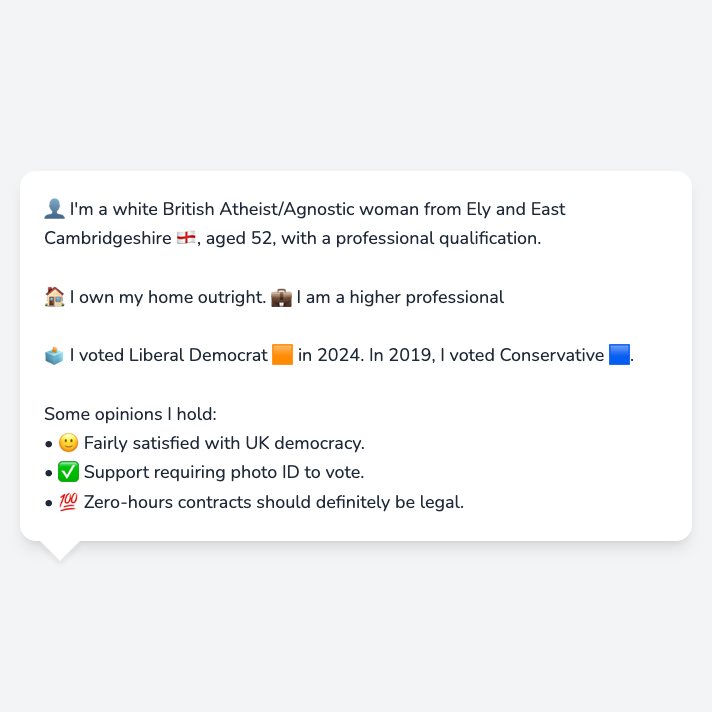 👤 I'm a white British Atheist/Agnostic woman from Ely and East
Cambridgeshire 🏴󠁧󠁢󠁥󠁮󠁧󠁿, aged 52, with a professional qualification.
🏠 I own my home outright. 💼 I am a higher professional
🗳️ I voted Liberal Democrat 🟧 in 2024. In 2019, I voted Conservative 🟦.
Some opinions I hold:
• 🙂 Fairly satisfied with UK democracy.
• ✅ Support requiring photo ID to vote.
• 💯 Zero-hours contracts should definitely be legal.